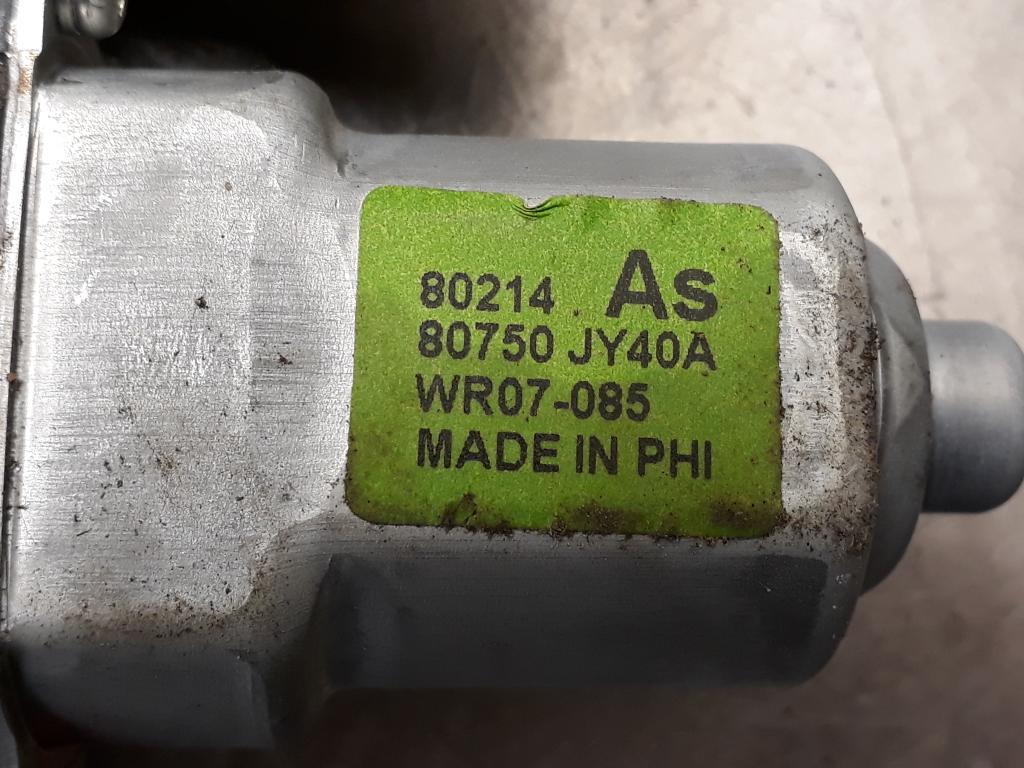 80214 As
80750 JY40A
WR07-085
MADE IN PHI